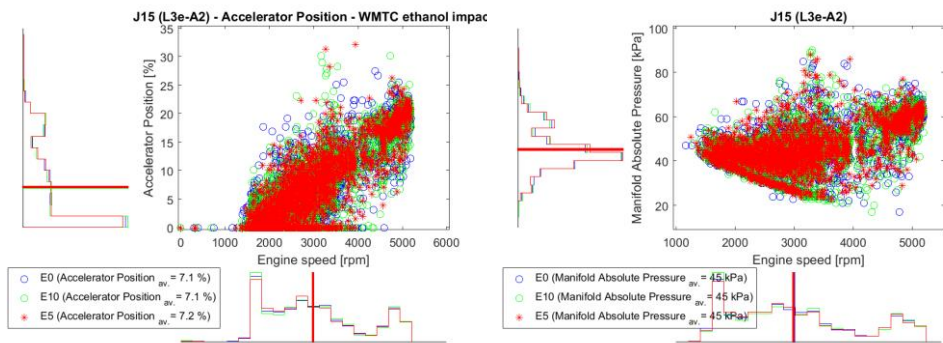 J15 (L3e-A2) - Accelerator Position - WMTC ethanol impac
35
30
25
20
15
10
5
0
Accelerator Position [%]
0 1000 2000 3000 4000 5000 6000
Engine speed [rpm]
E0 (Accelerator Position av. = 7.1 %)
E10 (Accelerator Position av. = 7.1 %)
E5 (Accelerator Position av. = 7.2 %)
J15 (L3e-A2)
100
80
60
40
20
Manifold Absolute Pressure [kPa]
1000 2000 3000 4000 5000
Engine speed [rpm]
E0 (Manifold Absolute Pressure av. = 45 kPa)
E10 (Manifold Absolute Pressure av. = 45 kPa)
E5 (Manifold Absolute Pressure av. = 45 kPa)